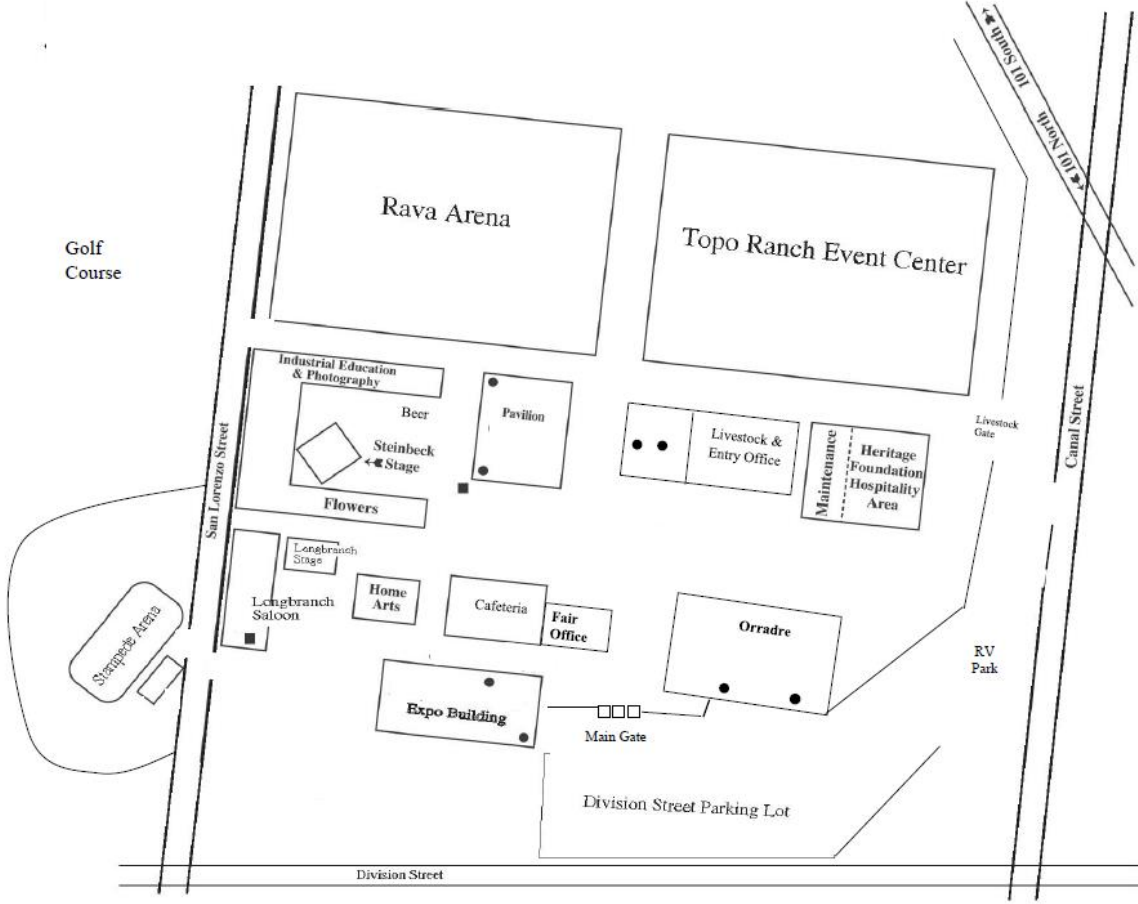 101 South
101 North
Rava Arena
Topo Ranch Event Center
Golf
Course
Industrial Education
& Photography
Beer
Pavilion
Steinbeck
Stage
Flowers
Livestock &
Entry Office
Maintenance
Heritage
Foundation
Hospitality
Area
Livestock
Gate
Canal Street
San Lorenzo Street
Longbranch
Stage
Longbranch
Saloon
Home
Arts
Cafeteria
Fair
Office
Orradre
RV
Park
Stampede Arena
Expo Building
Main Gate
Division Street Parking Lot
Division Street